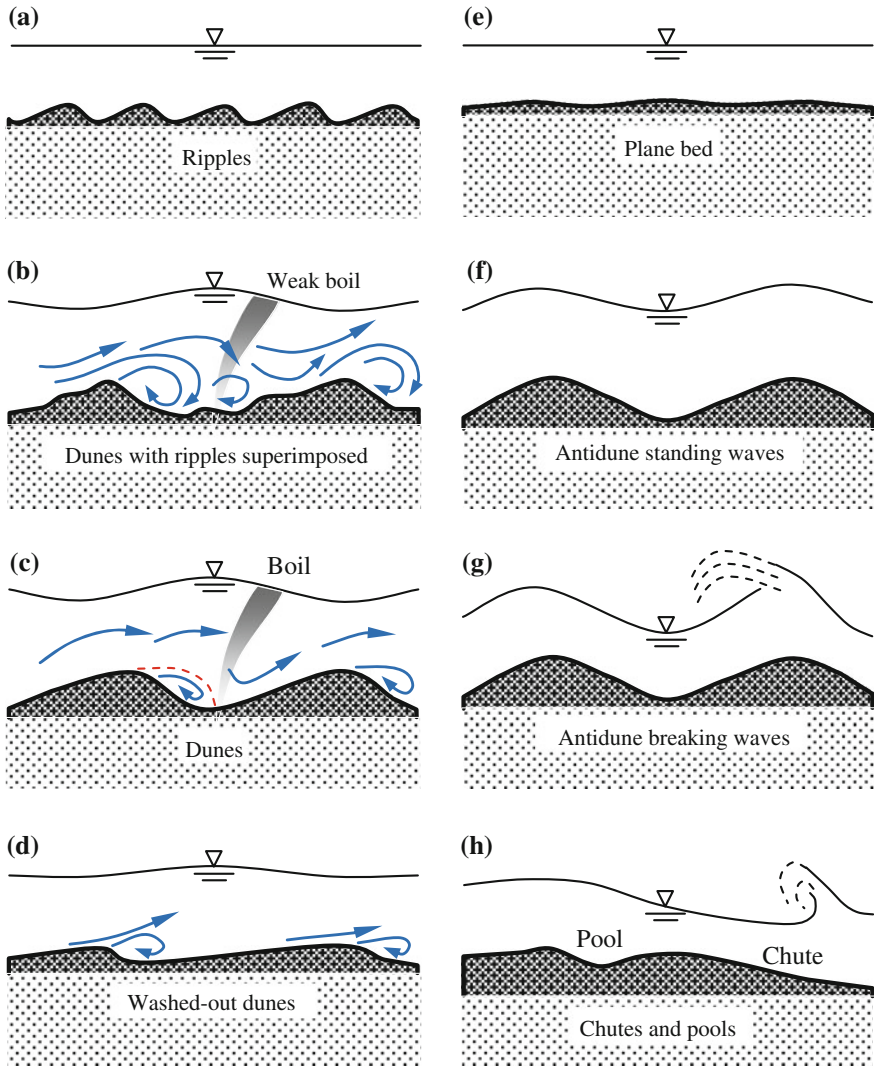 (a)
Ripples
(b)
Weak boil
Dunes with ripples superimposed
(c)
Boil
Dunes
(d)
Washed-out dunes
(e)
Plane bed
(f)
Antidune standing waves
(g)
Antidune breaking waves
(h)
Pool
Chute
Chutes and pools